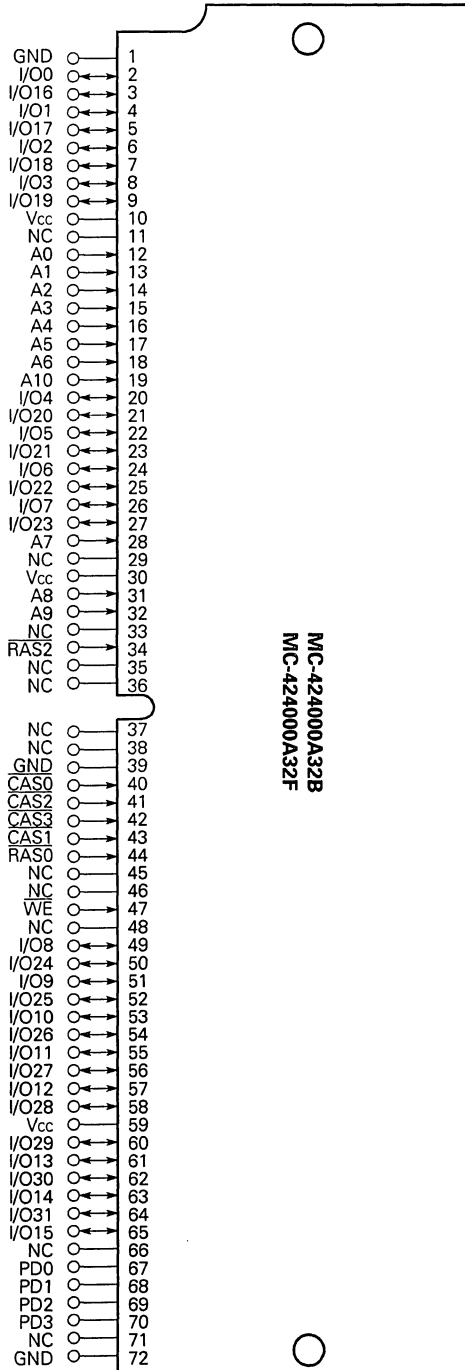 GND 1
I/O0 2
I/O16 3
I/O1 4
I/O17 5
I/O2 6
I/O18 7
I/O3 8
I/O19 9
Vcc 10
NC 11
A0 12
A1 13
A2 14
A3 15
A4 16
A5 17
A6 18
A10 19
I/O4 20
I/O20 21
I/O5 22
I/O21 23
I/O6 24
I/O22 25
I/O7 26
I/O23 27
A7 28
NC 29
Vcc 30
A8 31
A9 32
NC 33
RAS2 34
NC 35
NC 36
NC 37
NC 38
GND 39
CAS0 40
CAS2 41
CAS3 42
CAS1 43
RAS0 44
NC 45
NC 46
WE 47
NC 48
I/O8 49
I/O24 50
I/O9 51
I/O25 52
I/O10 53
I/O26 54
I/O11 55
I/O27 56
I/O12 57
I/O28 58
Vcc 59
I/O29 60
I/O13 61
I/O30 62
I/O14 63
I/O31 64
I/O15 65
NC 66
PD0 67
PD1 68
PD2 69
PD3 70
NC 71
GND 72
MC-424000A32B
MC-424000A32F